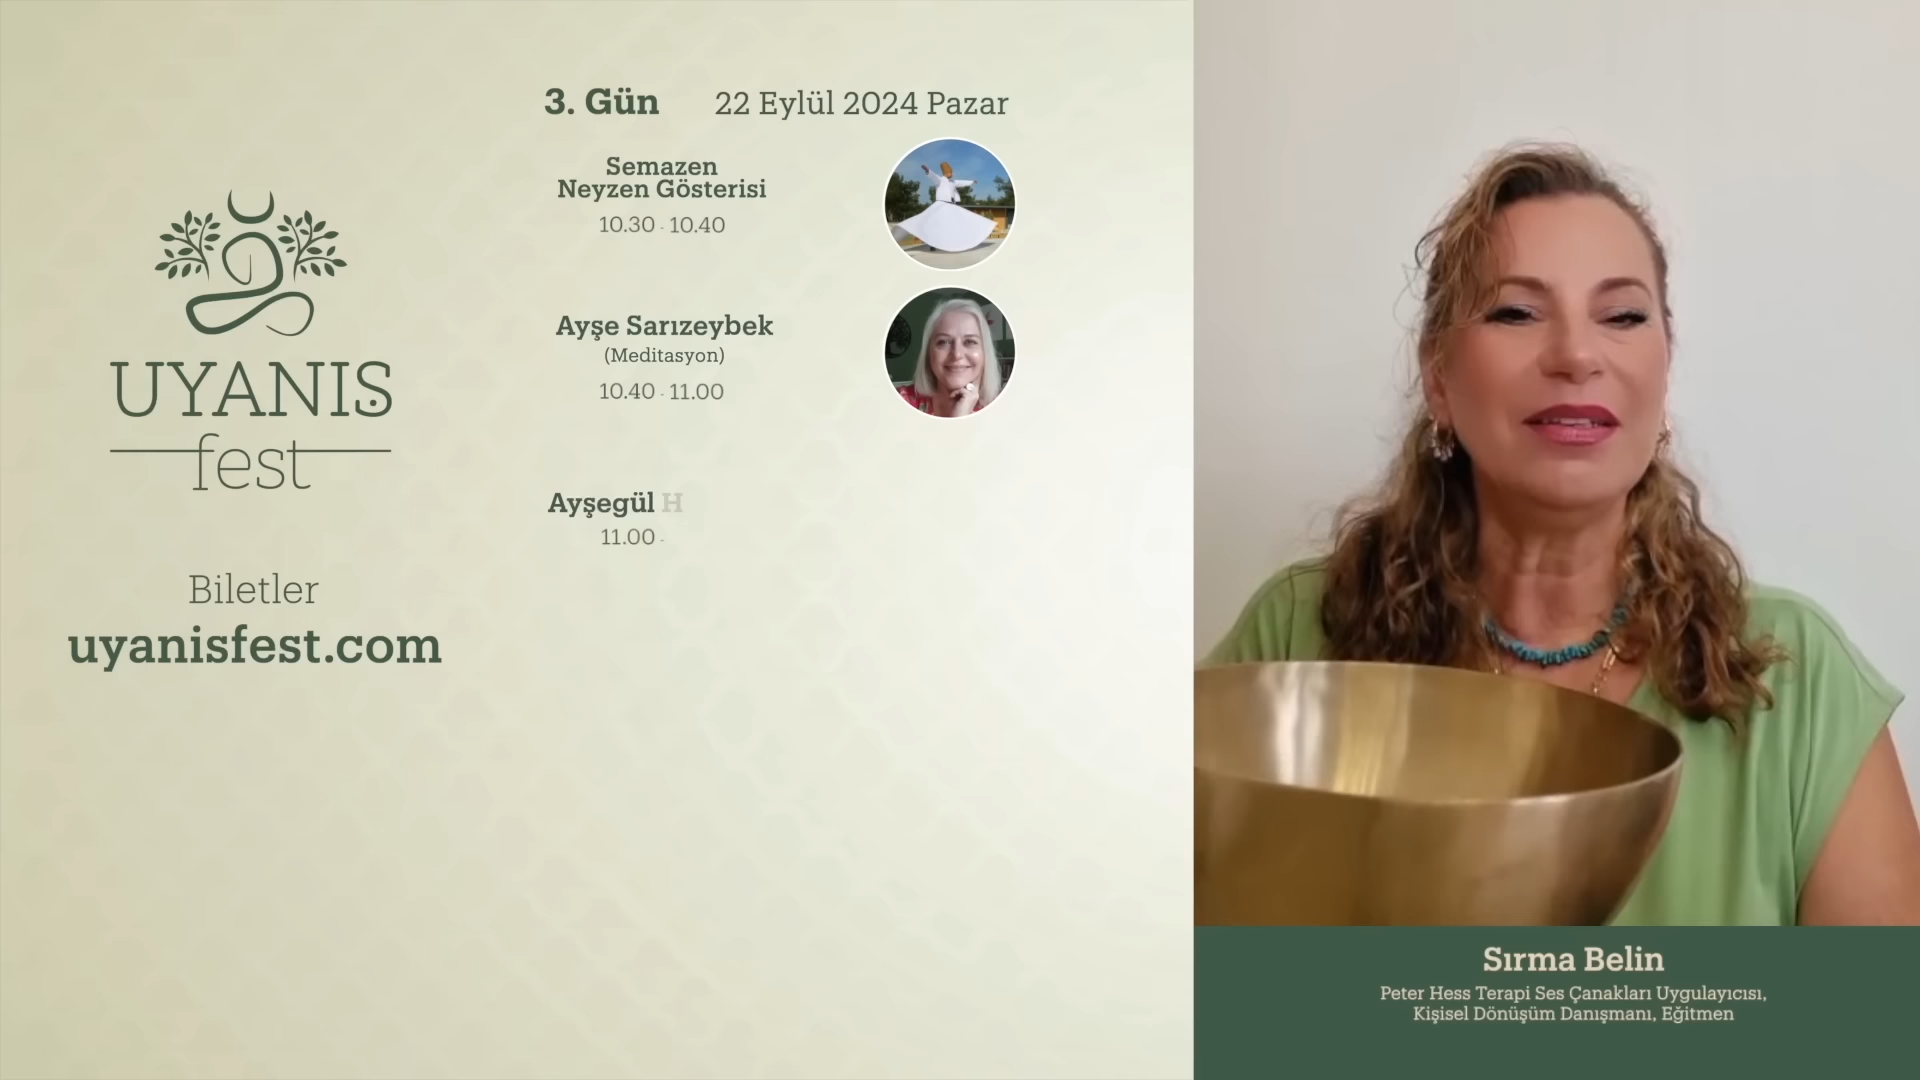 UYANIŞ
fest
Biletler
uyanisfest.com
3. Gün 22 Eylül 2024 Pazar
Semazen
Neyzen Gösterisi
10.30 - 10.40
Ayşe Sarızeybek
(Meditasyon)
10.40 - 11.00
Ayşegül H
11.00 -
Sırma Belin
Peter Hess Terapi Ses Çanakları Uygulayıcısı,
Kişisel Dönüşüm Danışmanı, Eğitmen